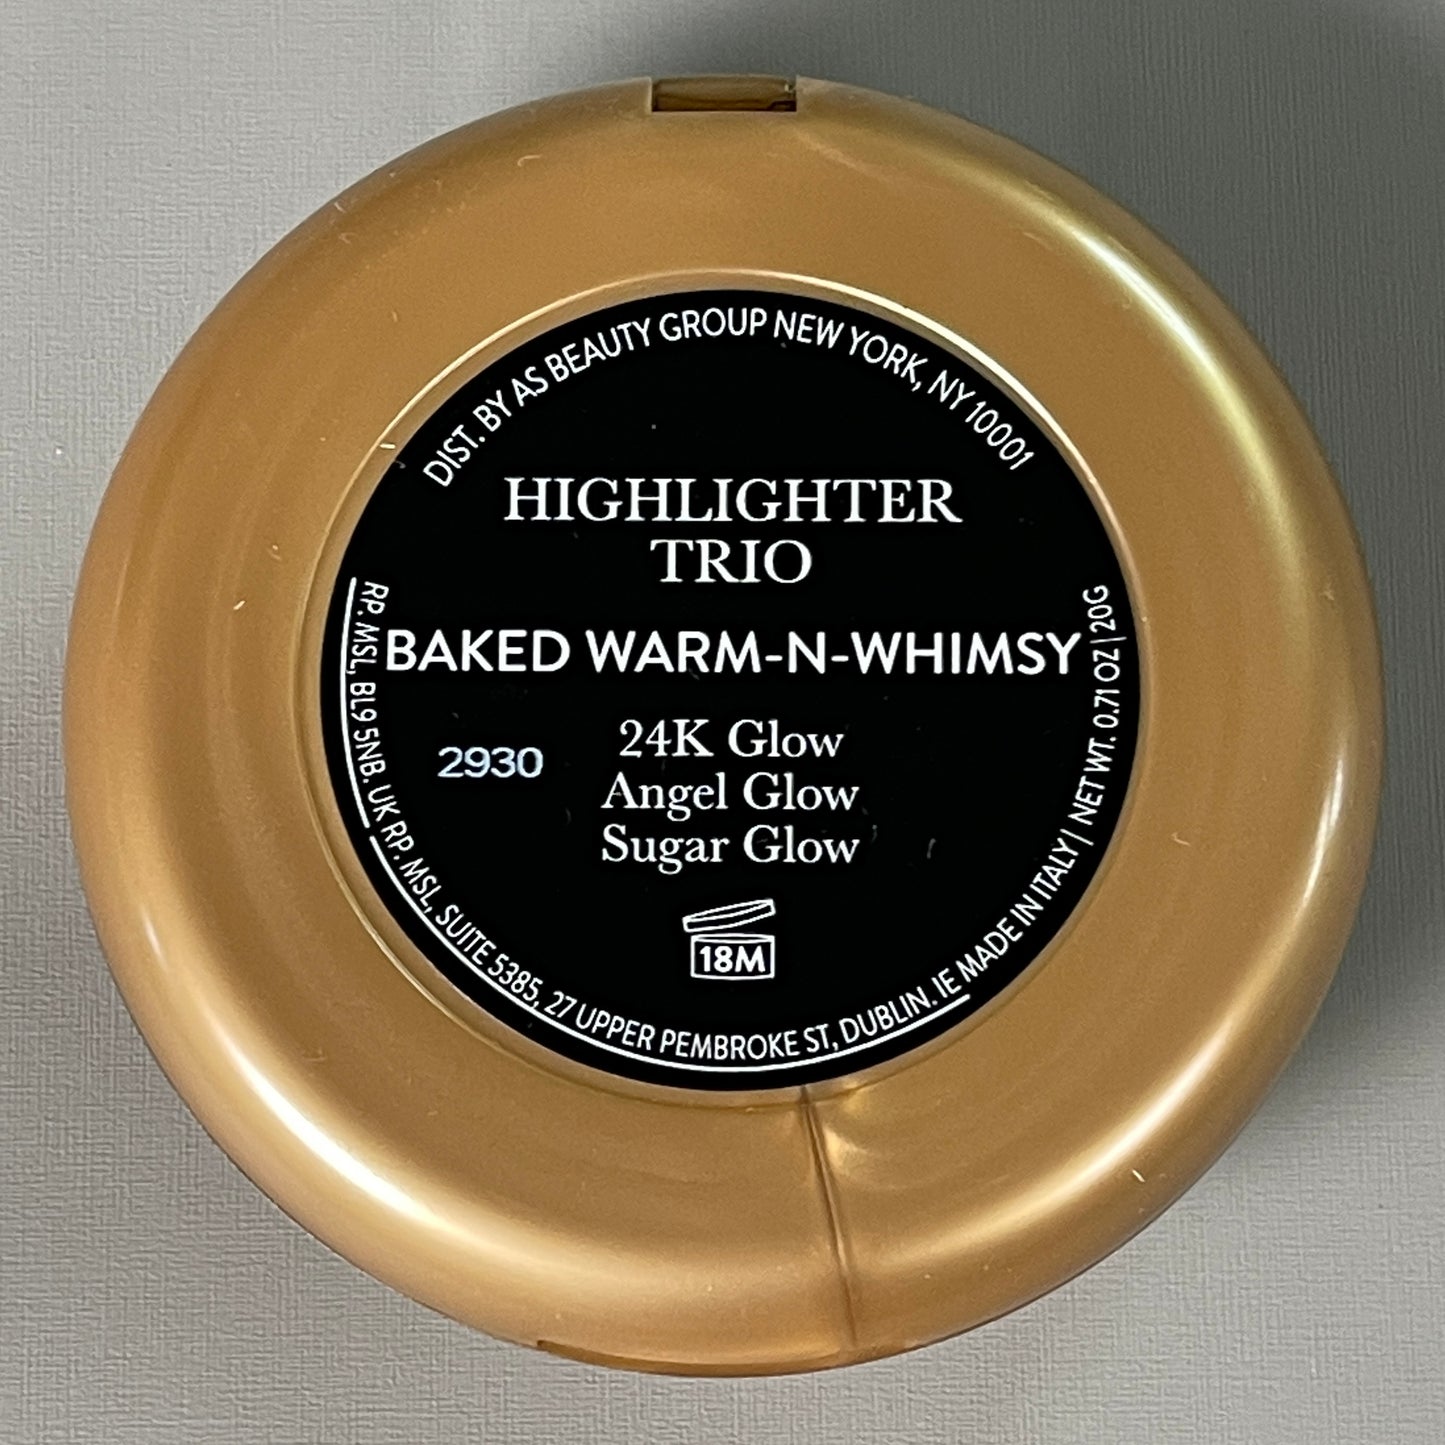 DIST. BY AS BEAUTY GROUP NEW YORK, NY 10001
HIGHLIGHTER
TRIO
BAKED WARM-N-WHIMSY
2930
24K Glow
Angel Glow
Sugar Glow
18M
RP. MSL, BL9 5NB. UK RP. MSL, SUITE 5385, 27 UPPER PEMBROKE ST, DUBLIN. IE MADE IN ITALY | NET WT. 0.71 OZ | 20G